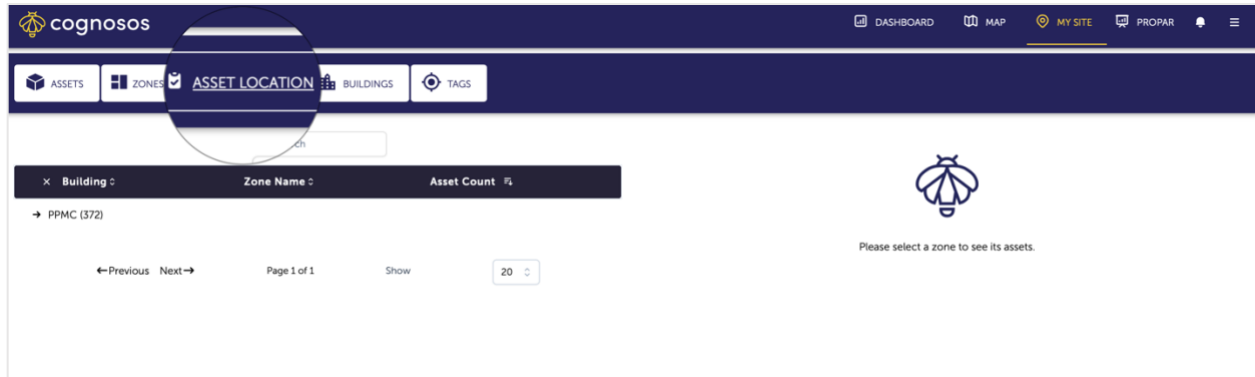 cognosos
DASHBOARD MAP MY SITE PROPAR
ASSETS ZONES ASSET LOCATION BUILDINGS TAGS
Building Zone Name Asset Count
PPMC (372)
Please select a zone to see its assets.
←Previous Next→ Page 1 of 1 Show 20